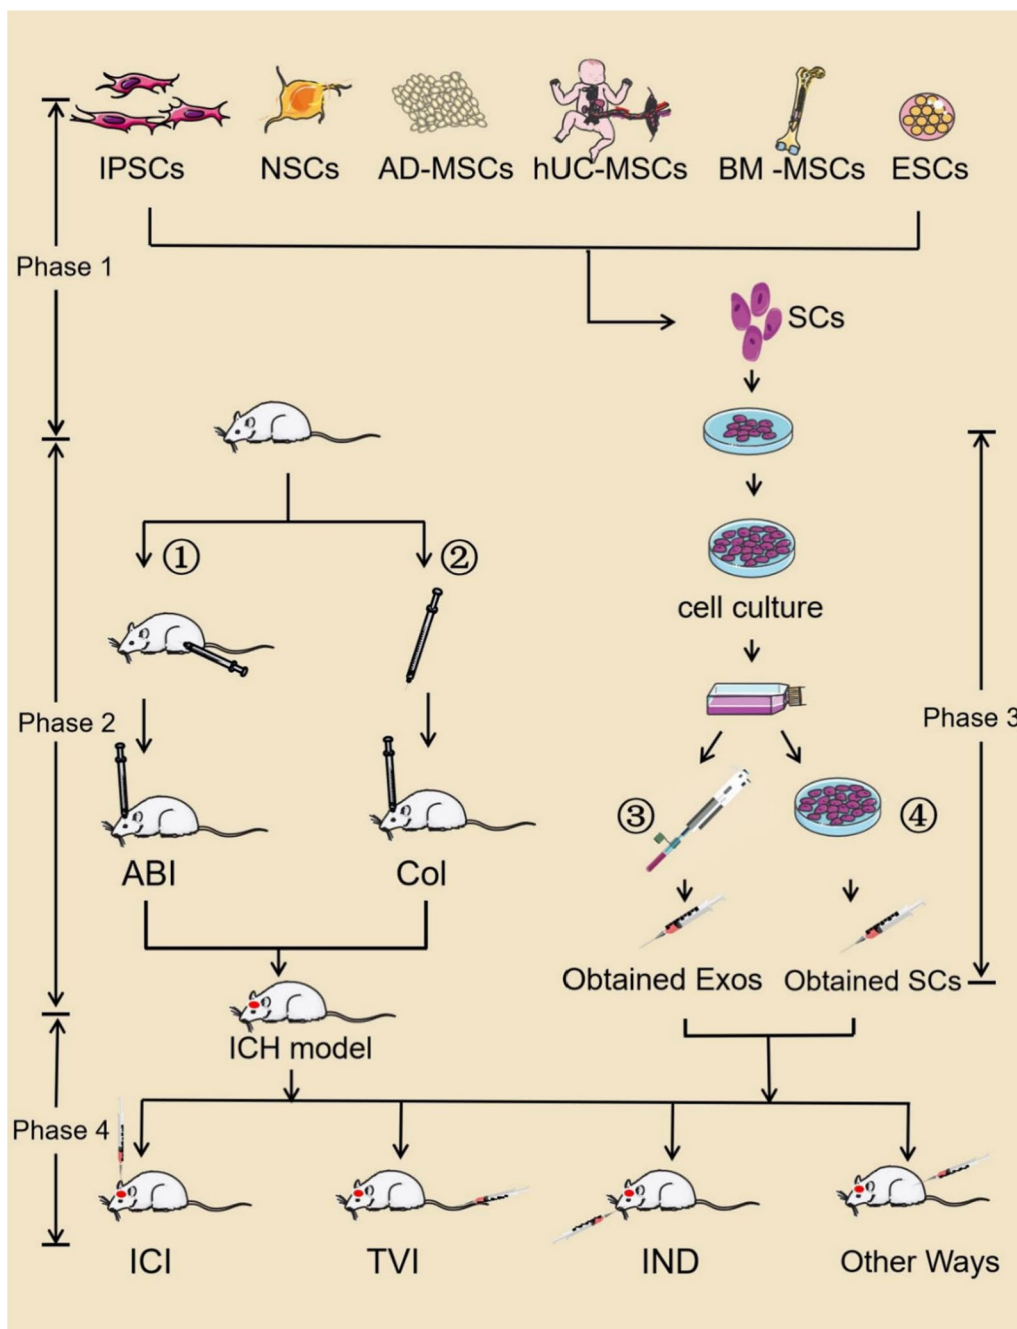 IPSCs NSCs AD-MSCs hUC-MSCs BM -MSCs ESCs
Phase 1
SCs
① ②
cell culture
Phase 2
Phase 3
③ ④
ABI Col
Obtained Exos Obtained SCs
ICH model
Phase 4
ICI TVI IND Other Ways